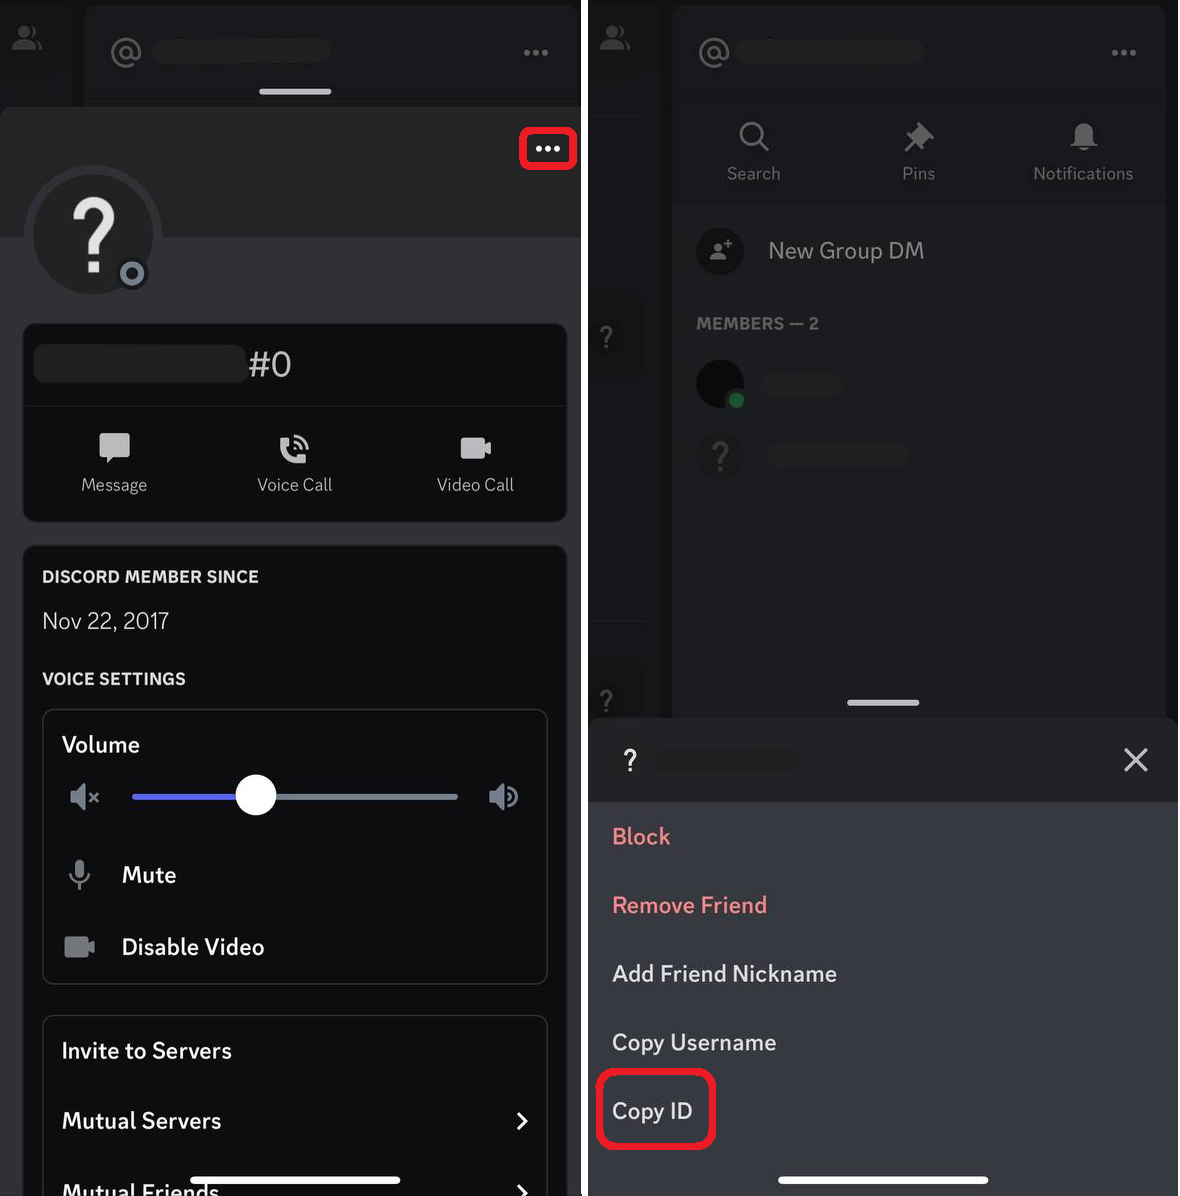 ?
#0
Message
Voice Call
Video Call
DISCORD MEMBER SINCE
Nov 22, 2017
VOICE SETTINGS
Volume
Mute
Disable Video
Invite to Servers
Mutual Servers
Mutual Friends
@
Search
Pins
Notifications
New Group DM
MEMBERS — 2
?
?
?
?
Block
Remove Friend
Add Friend Nickname
Copy Username
Copy ID